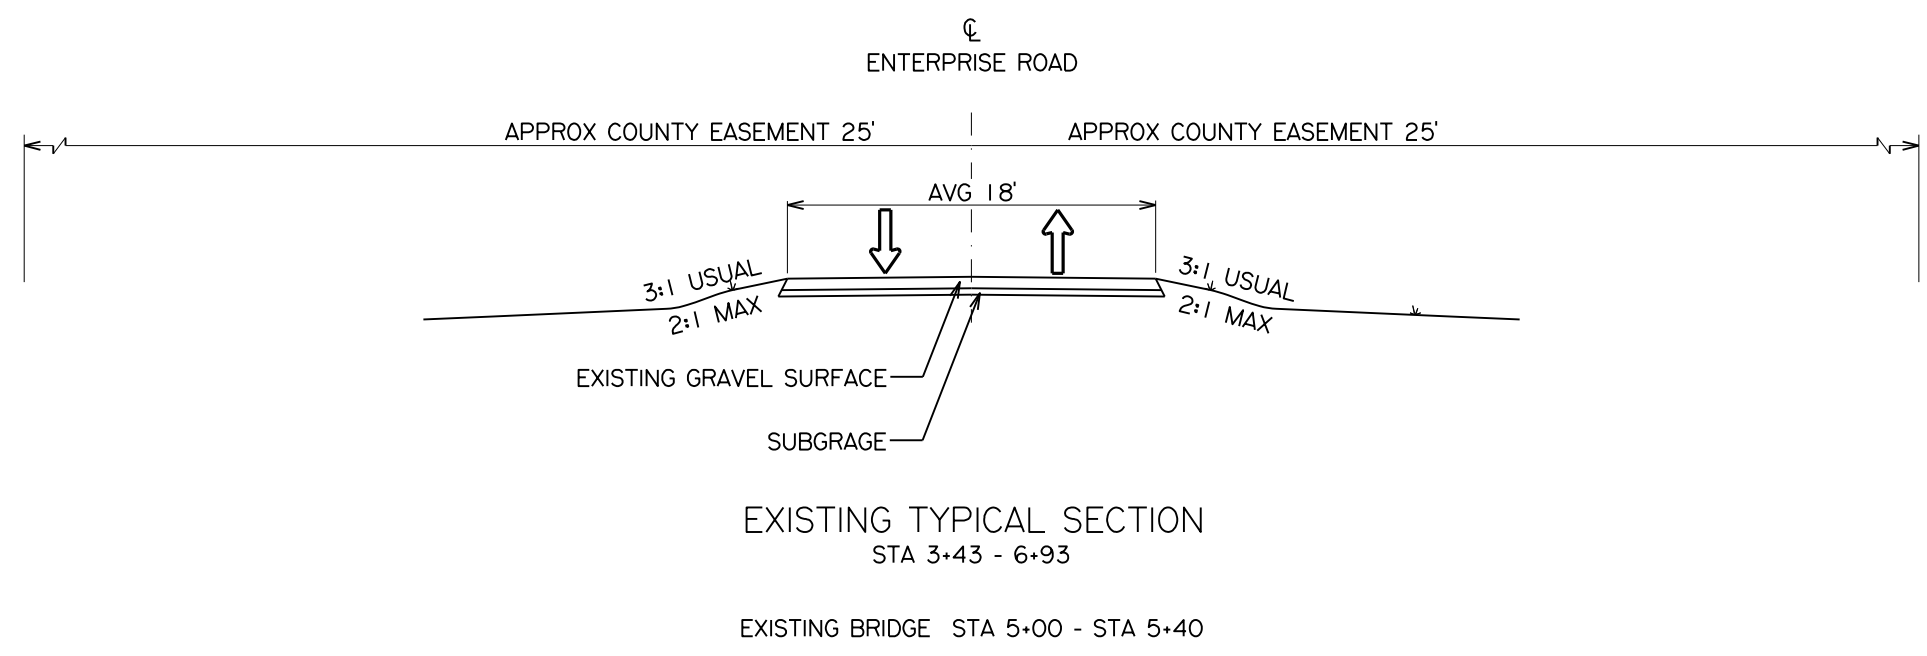 ℄
ENTERPRISE ROAD
APPROX COUNTY EASEMENT 25' APPROX COUNTY EASEMENT 25'
AVG 18'
3:1 USUAL
2:1 MAX
3:1 USUAL
2:1 MAX
EXISTING GRAVEL SURFACE
SUBGRAGE
EXISTING TYPICAL SECTION
STA 3+43 - 6+93
EXISTING BRIDGE STA 5+00 - STA 5+40